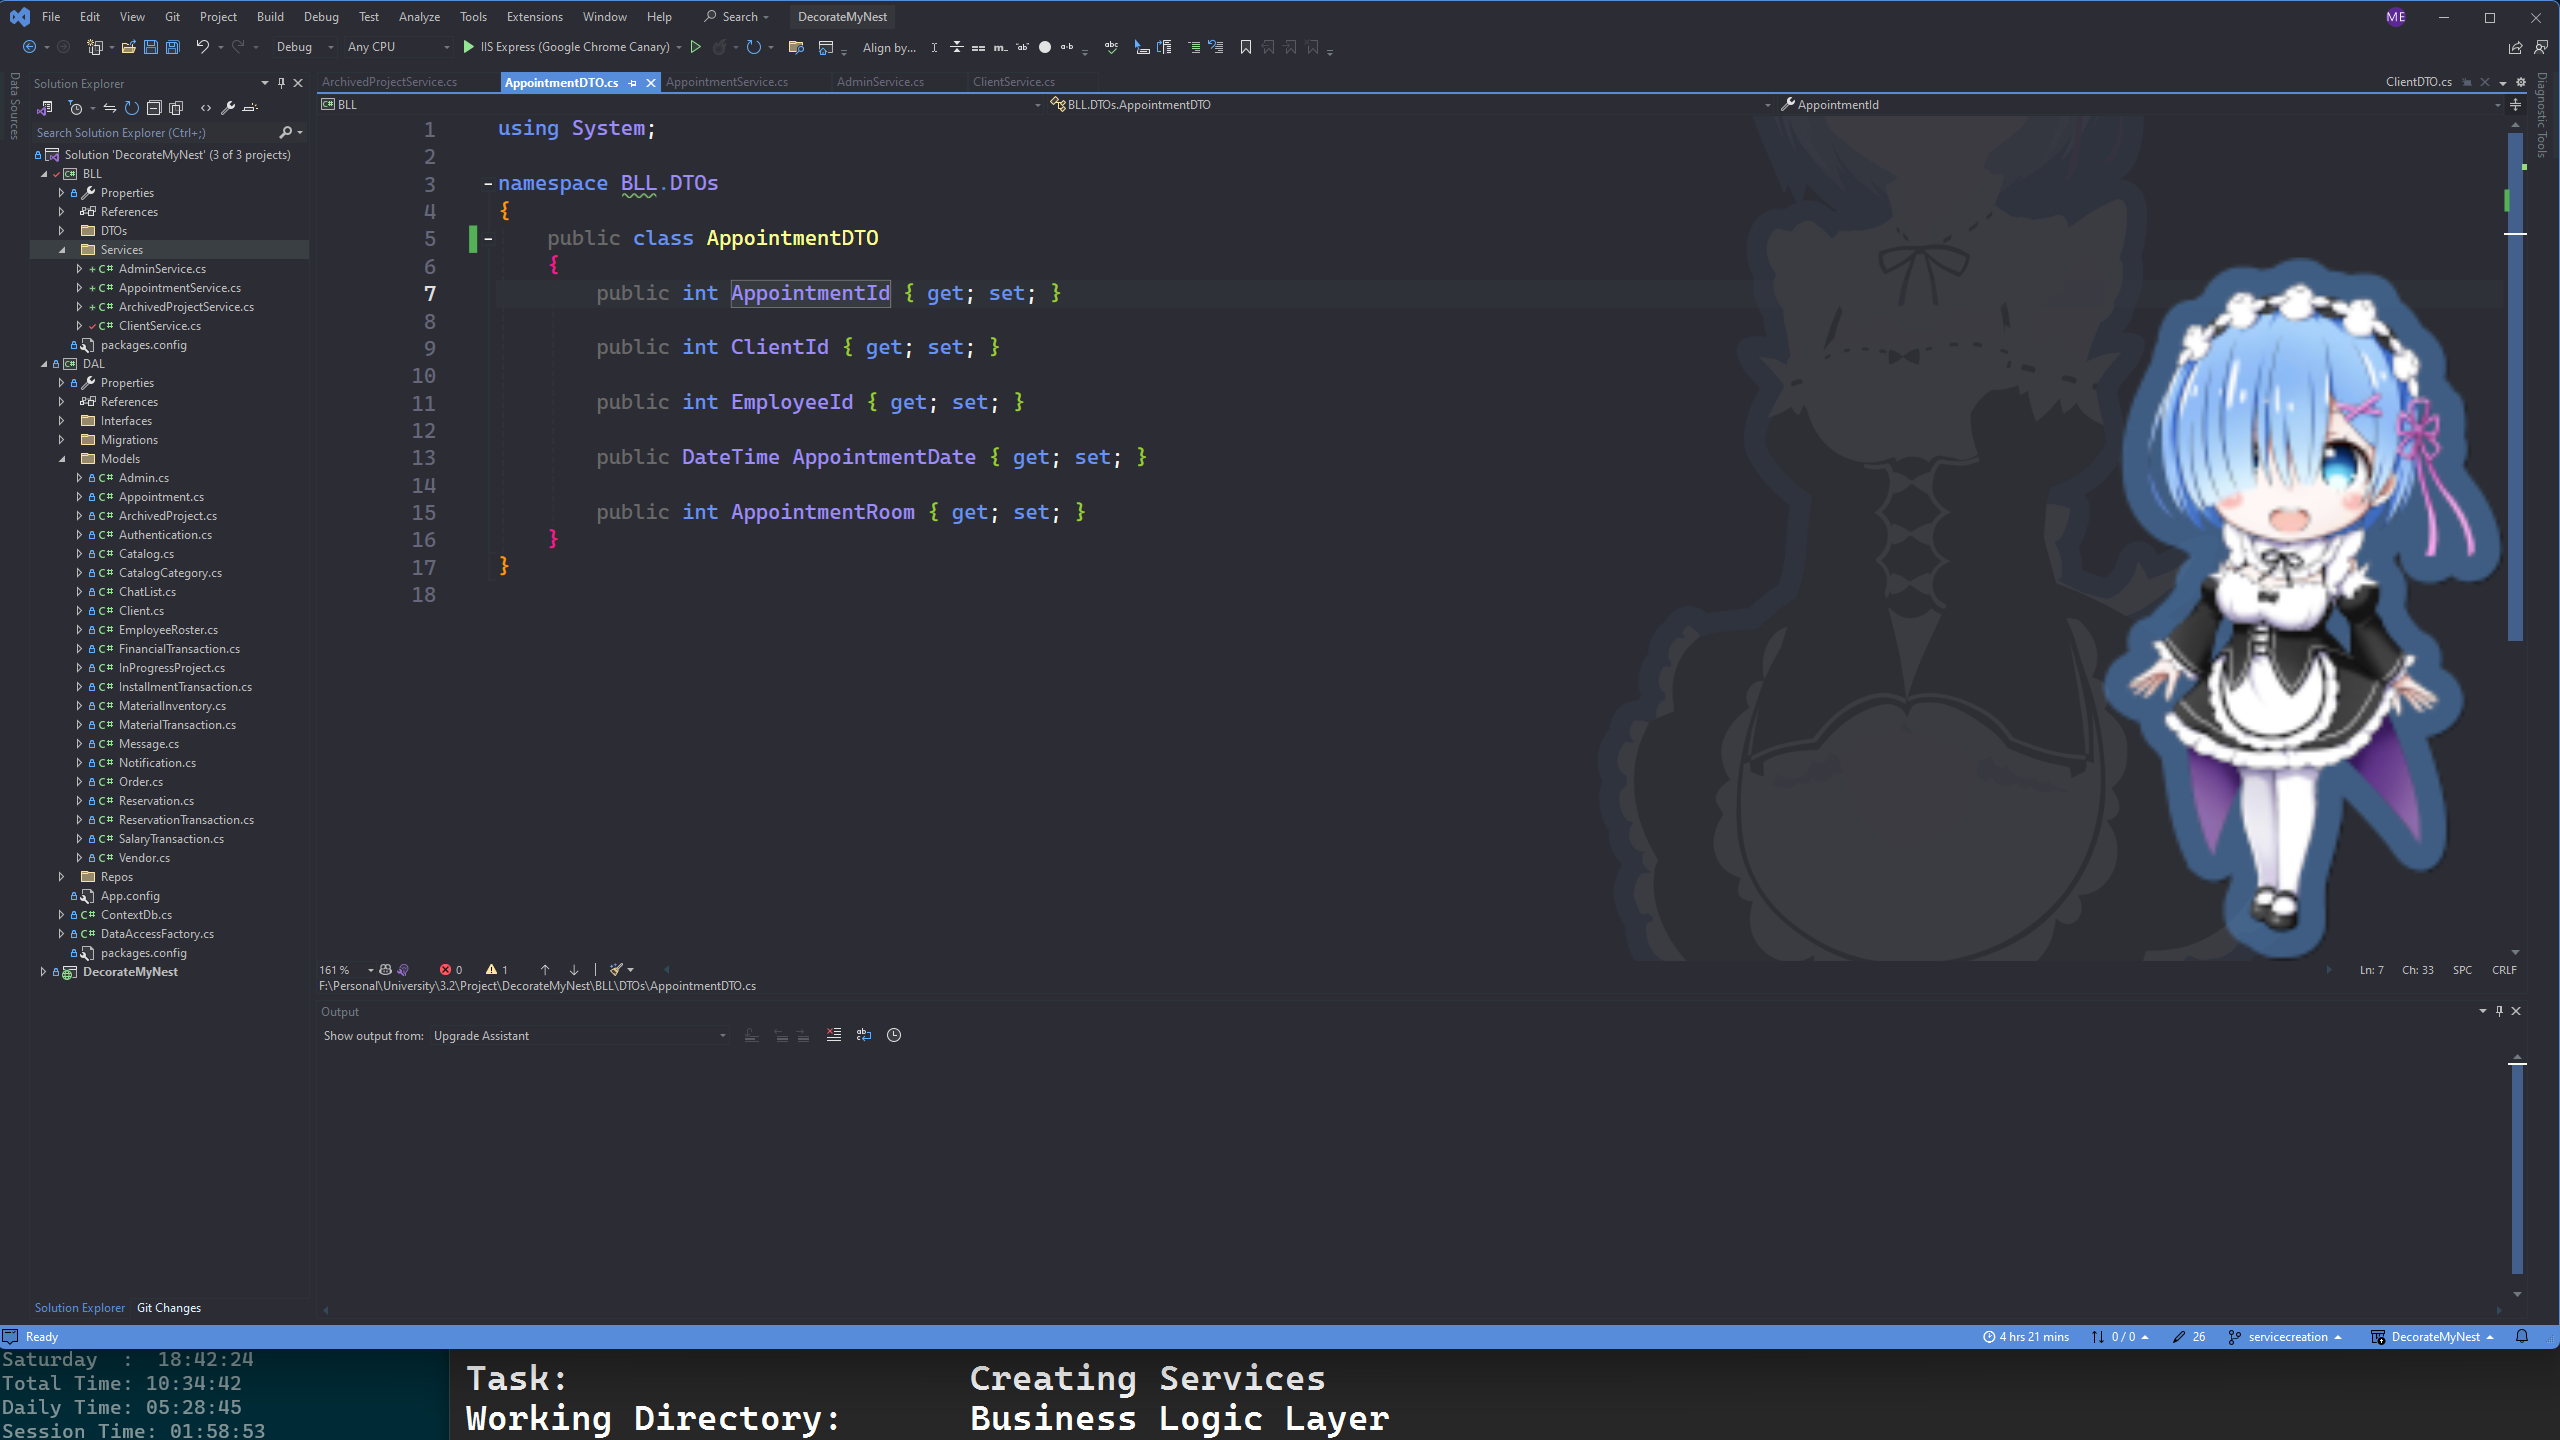 File Edit View Git Project Build Debug Test Analyze Tools Extensions Window Help Search DecorateMyNest ME
Debug Any CPU IIS Express (Google Chrome Canary) Align by...
Data Sources
Solution Explorer
Search Solution Explorer (Ctrl+;)
Solution 'DecorateMyNest' (3 of 3 projects)
BLL
Properties
References
DTOs
Services
AdminService.cs
AppointmentService.cs
ArchivedProjectService.cs
ClientService.cs
packages.config
DAL
Properties
References
Interfaces
Migrations
Models
Admin.cs
Appointment.cs
ArchivedProject.cs
Authentication.cs
Catalog.cs
CatalogCategory.cs
ChatList.cs
Client.cs
EmployeeRoster.cs
FinancialTransaction.cs
InProgressProject.cs
InstallmentTransaction.cs
MaterialInventory.cs
MaterialTransaction.cs
Message.cs
Notification.cs
Order.cs
Reservation.cs
ReservationTransaction.cs
SalaryTransaction.cs
Vendor.cs
Repos
App.config
ContextDb.cs
DataAccessFactory.cs
packages.config
DecorateMyNest
Solution Explorer Git Changes
ArchivedProjectService.cs AppointmentDTO.cs AppointmentService.cs AdminService.cs ClientService.cs ClientDTO.cs
BLL BLL.DTOs.AppointmentDTO AppointmentId
Diagnostic Tools
1 using System;
2
3 namespace BLL.DTOs
4 {
5 public class AppointmentDTO
6 {
7 public int AppointmentId { get; set; }
8
9 public int ClientId { get; set; }
10
11 public int EmployeeId { get; set; }
12
13 public DateTime AppointmentDate { get; set; }
14
15 public int AppointmentRoom { get; set; }
16 }
17 }
18
161 % 0 1 Ln: 7 Ch: 33 SPC CRLF
F:\Personal\University\3.2\Project\DecorateMyNest\BLL\DTOs\AppointmentDTO.cs
Output
Show output from: Upgrade Assistant
Ready 4 hrs 21 mins 0 / 0 26 servicecreation DecorateMyNest
Saturday : 18:42:24
Total Time: 10:34:42
Daily Time: 05:28:45
Session Time: 01:58:53
Task: Creating Services
Working Directory: Business Logic Layer